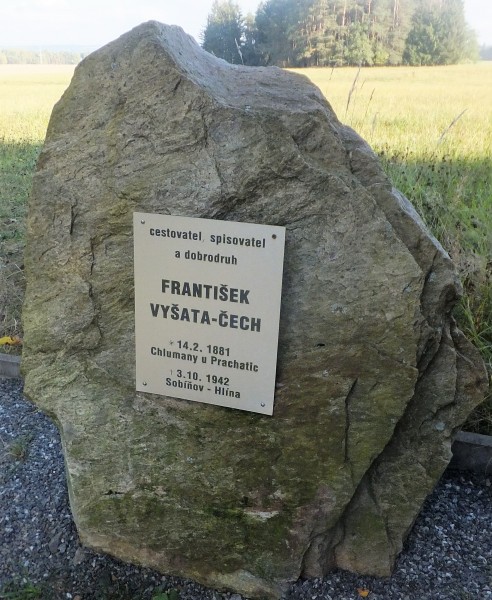 cestovatel, spisovatel
a dobrodruh
FRANTIŠEK
VYŠATA-ČECH
* 14.2. 1881
Chlumany u Prachatic
† 3.10. 1942
Sobíňov - Hlína